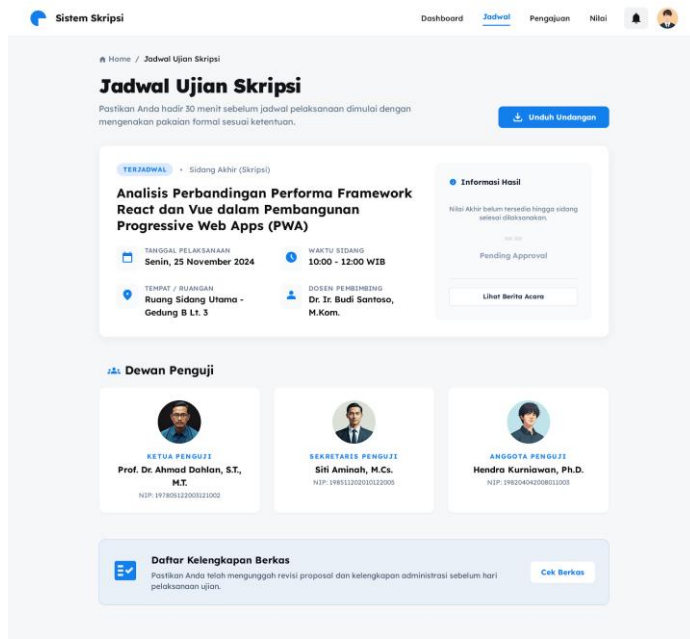 Sistem Skripsi
Dashboard Jadwal Pengajuan Nilai
Home / Jadwal Ujian Skripsi
Jadwal Ujian Skripsi
Pastikan Anda hadir 30 menit sebelum jadwal pelaksanaan dimulai dengan
mengenakan pakaian formal sesuai ketentuan.
Unduh Undangan
TERJADWAL • Sidang Akhir (Skripsi)
Analisis Perbandingan Performa Framework
React dan Vue dalam Pembangunan
Progressive Web Apps (PWA)
TANGGAL PELAKSANAAN
Senin, 25 November 2024
WAKTU SIDANG
10:00 - 12:00 WIB
TEMPAT / RUANGAN
Ruang Sidang Utama -
Gedung B Lt. 3
DOSEN PEMBIMBING
Dr. Ir. Budi Santoso,
M.Kom.
Informasi Hasil
Nilai Akhir belum tersedia hingga sidang
selesai dilaksanakan.
-- --
Pending Approval
Lihat Berita Acara
Dewan Penguji
KETUA PENGUJI
Prof. Dr. Ahmad Dahlan, S.T.,
M.T.
NIP: 197805122003121002
SEKRETARIS PENGUJI
Siti Aminah, M.Cs.
NIP: 198511202010122005
ANGGOTA PENGUJI
Hendra Kurniawan, Ph.D.
NIP: 198204042008011003
Daftar Kelengkapan Berkas
Pastikan Anda telah mengunggah revisi proposal dan kelengkapan administrasi sebelum hari
pelaksanaan ujian.
Cek Berkas